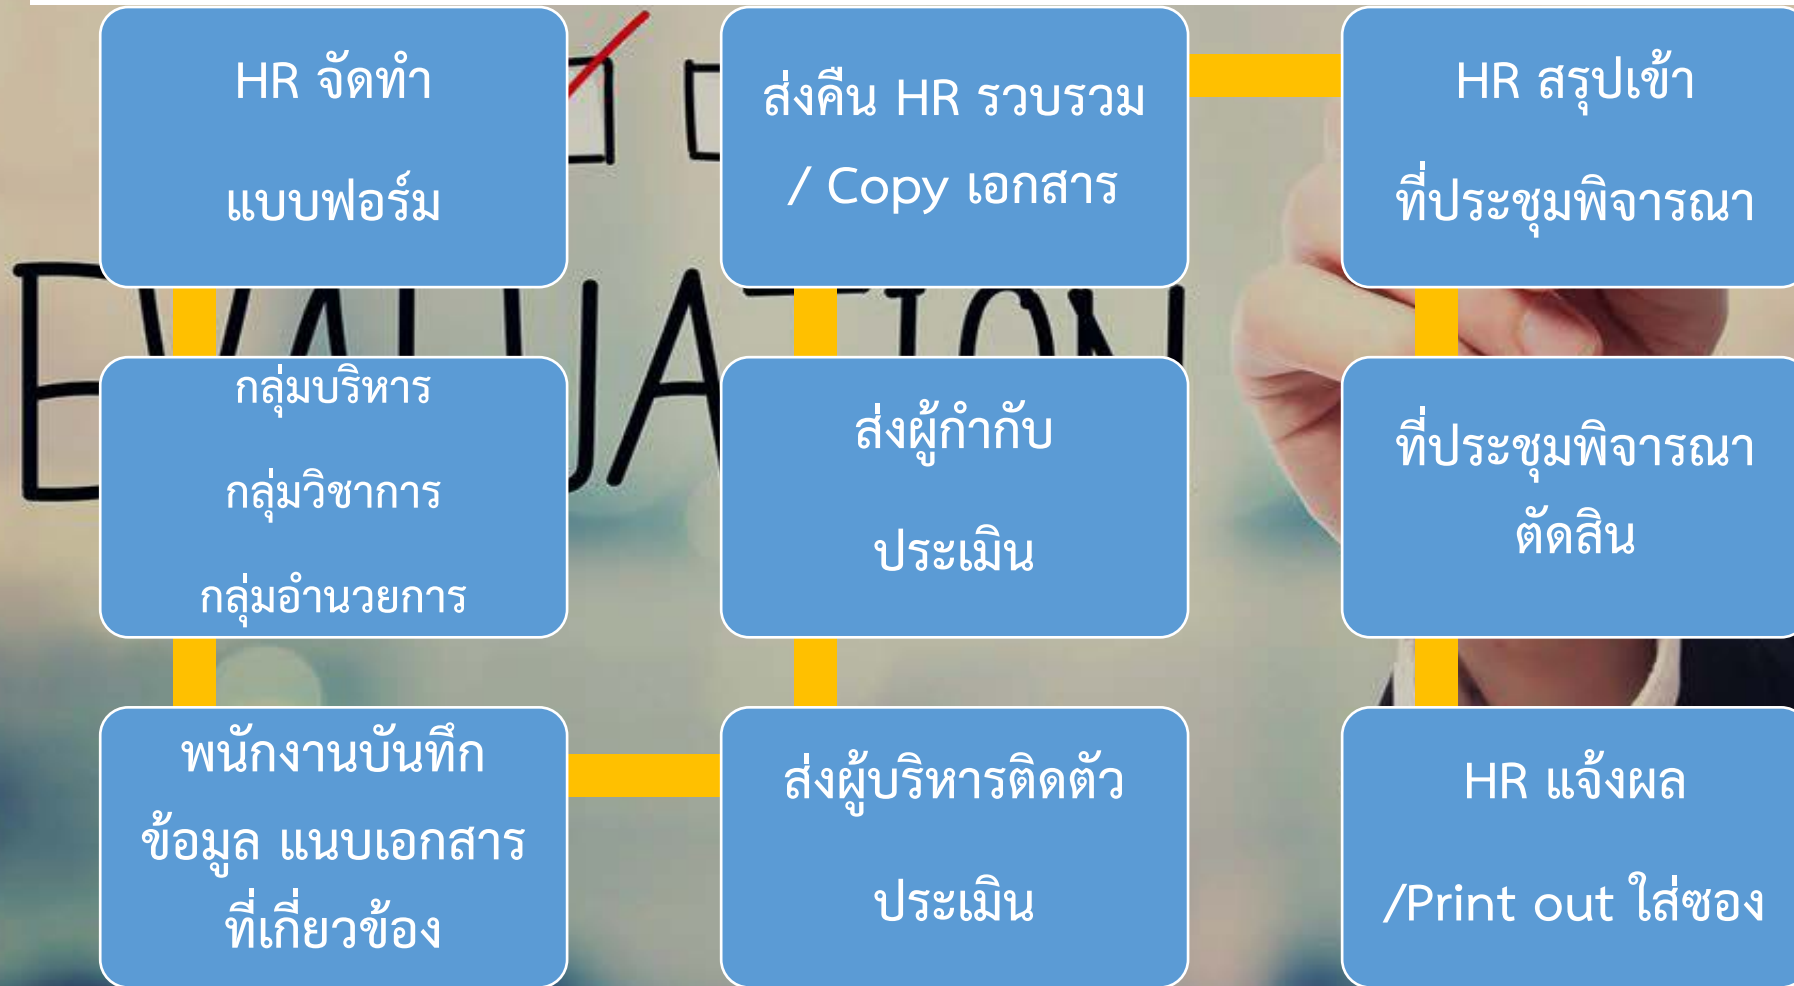 HR จัดทำ
แบบฟอร์ม
กลุ่มบริหาร
กลุ่มวิชาการ
กลุ่มอำนวยการ
พนักงานบันทึก
ข้อมูล แนบเอกสาร
ที่เกี่ยวข้อง
ส่งผู้บริหารติดตัว
ประเมิน
ส่งผู้กำกับ
ประเมิน
ส่งคืน HR รวบรวม
/ Copy เอกสาร
HR สรุปเข้า
ที่ประชุมพิจารณา
ที่ประชุมพิจารณา
ตัดสิน
HR แจ้งผล
/Print out ใส่ซอง
EVALUATION